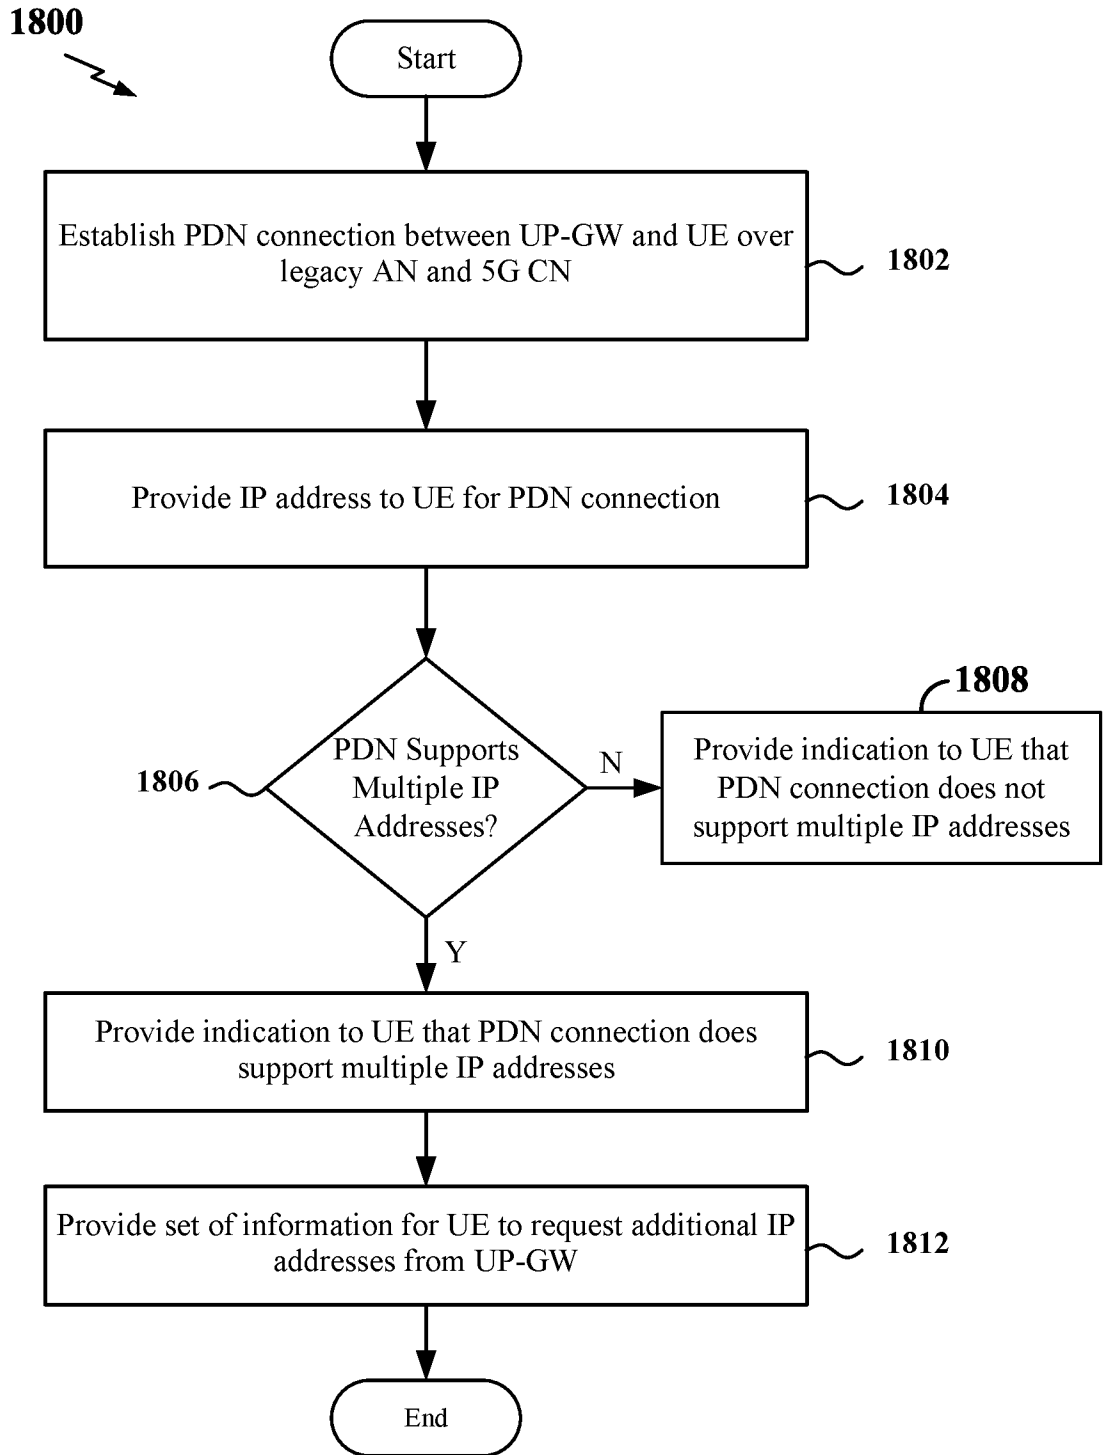 1800
Start
Establish PDN connection between UP-GW and UE over
legacy AN and 5G CN
1802
Provide IP address to UE for PDN connection
1804
PDN Supports
Multiple IP
Addresses?
1806
N
1808
Provide indication to UE that
PDN connection does not
support multiple IP addresses
Y
Provide indication to UE that PDN connection does
support multiple IP addresses
1810
Provide set of information for UE to request additional IP
addresses from UP-GW
1812
End